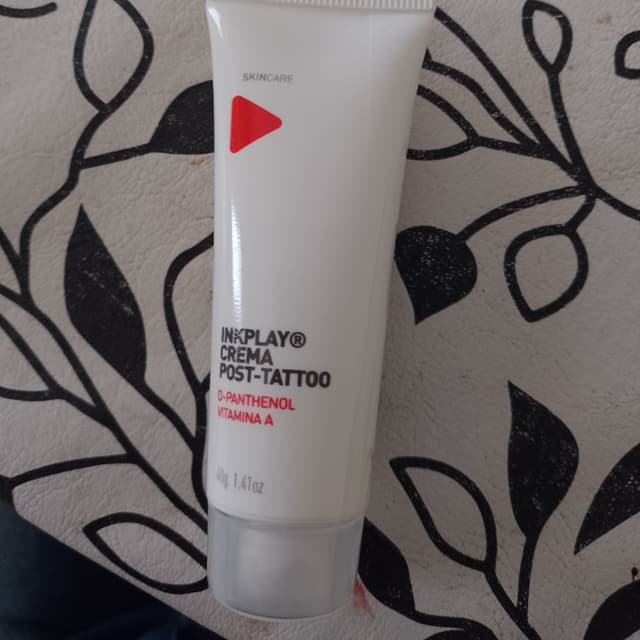 SKINCARE
INKPLAY®
CREMA
POST-TATTOO
D-PANTHENOL
VITAMINA A
40g 1.41oz